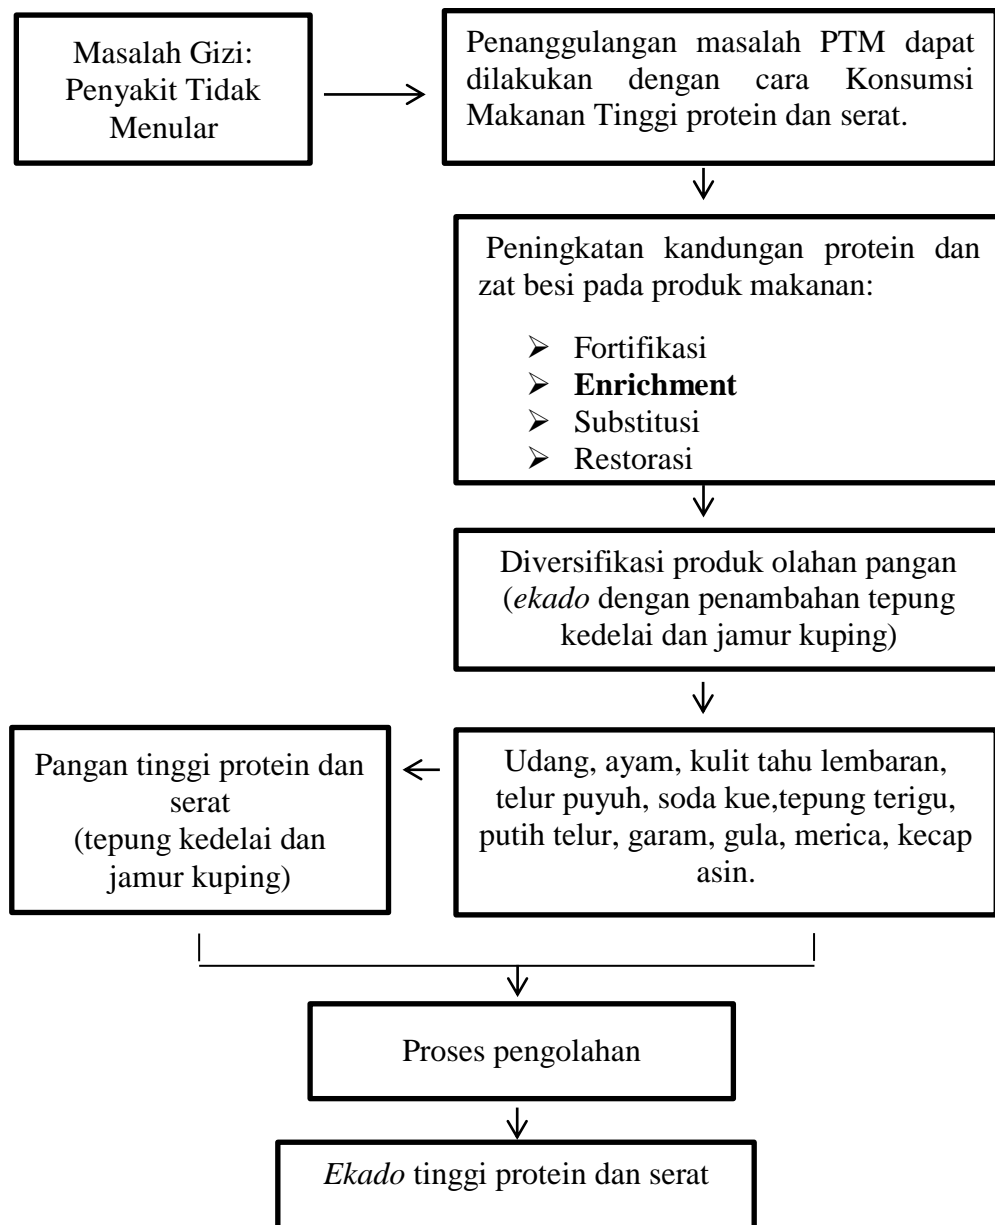 Masalah Gizi:
Penyakit Tidak
Menular
Penanggulangan masalah PTM dapat
dilakukan dengan cara Konsumsi
Makanan Tinggi protein dan serat.
Peningkatan kandungan protein dan
zat besi pada produk makanan:
➢ Fortifikasi
➢ Enrichment
➢ Substitusi
➢ Restorasi
Diversifikasi produk olahan pangan
(ekado dengan penambahan tepung
kedelai dan jamur kuping)
Pangan tinggi protein dan
serat
(tepung kedelai dan
jamur kuping)
Udang, ayam, kulit tahu lembaran,
telur puyuh, soda kue,tepung terigu,
putih telur, garam, gula, merica, kecap
asin.
Proses pengolahan
Ekado tinggi protein dan serat